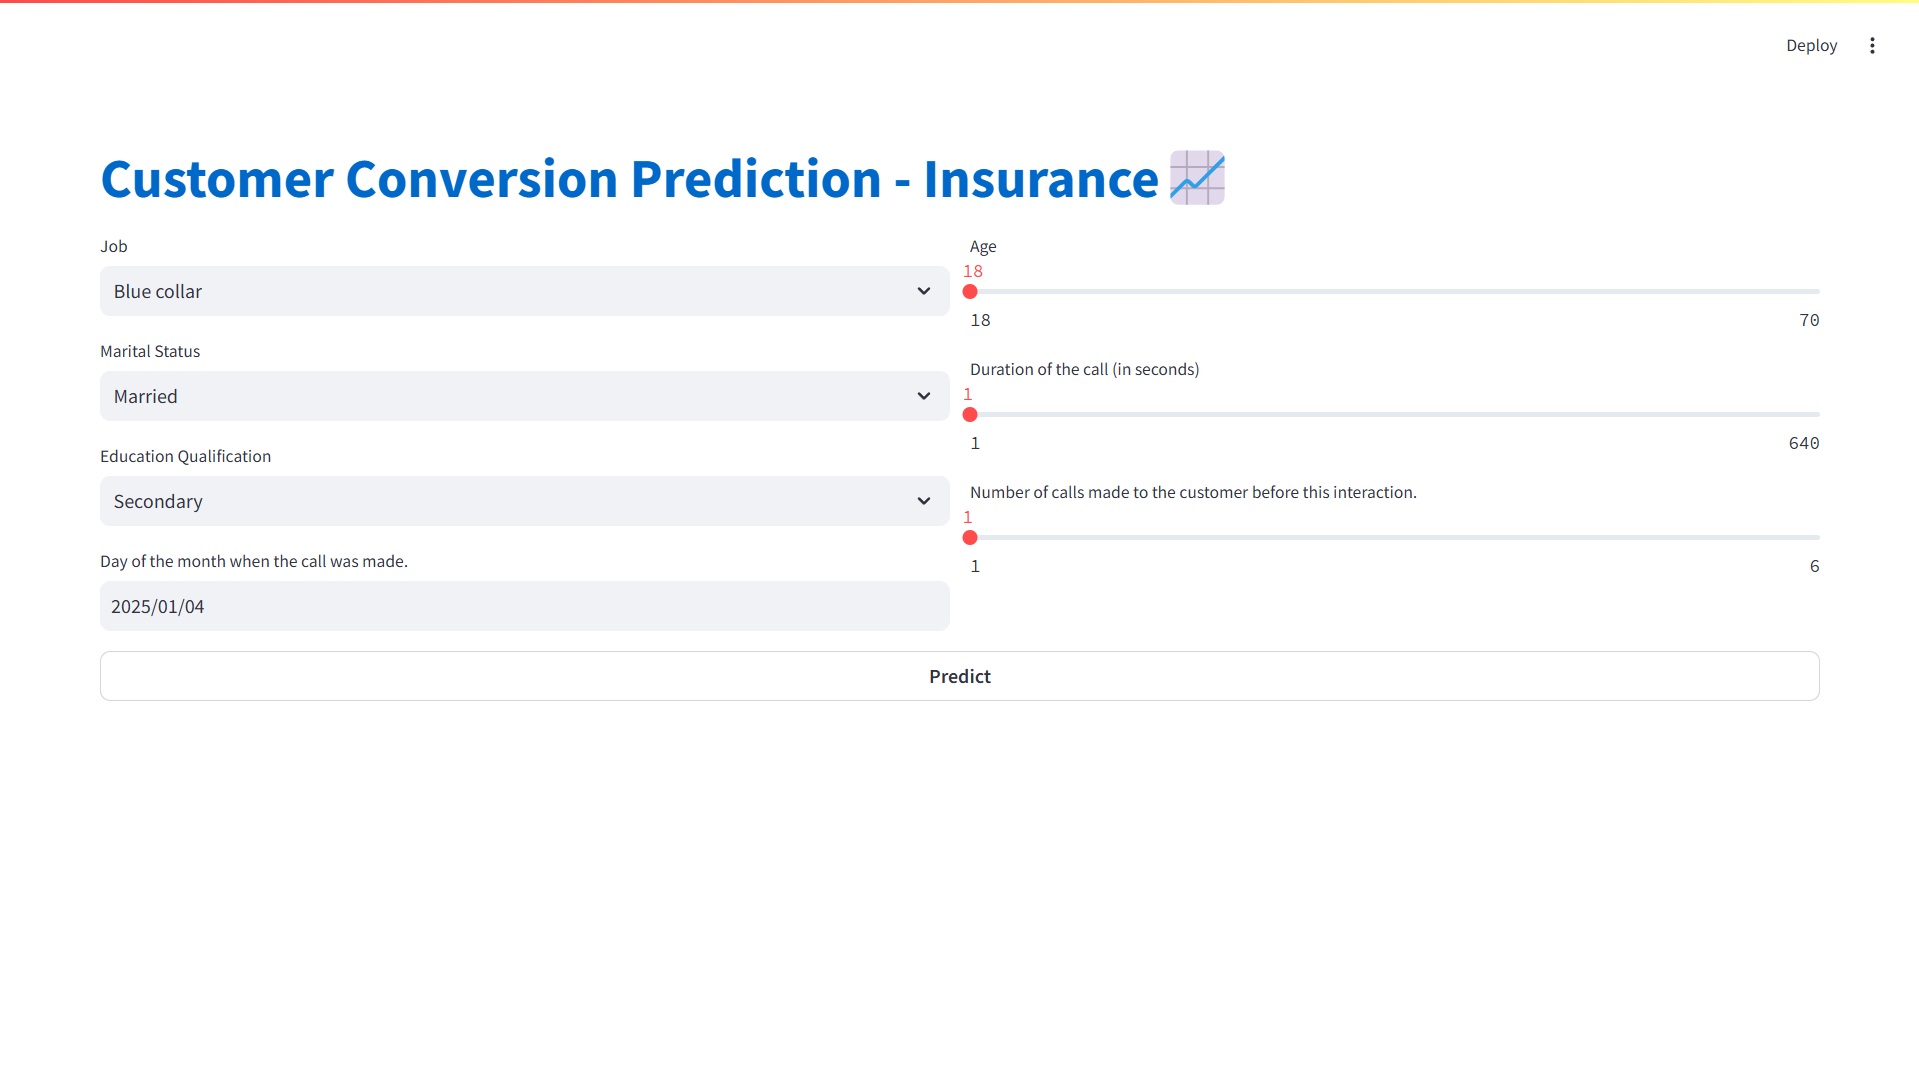 Deploy
Customer Conversion Prediction - Insurance
Job
Blue collar
Marital Status
Married
Education Qualification
Secondary
Day of the month when the call was made.
2025/01/04
Age
18
18 70
Duration of the call (in seconds)
1
1 640
Number of calls made to the customer before this interaction.
1
1 6
Predict